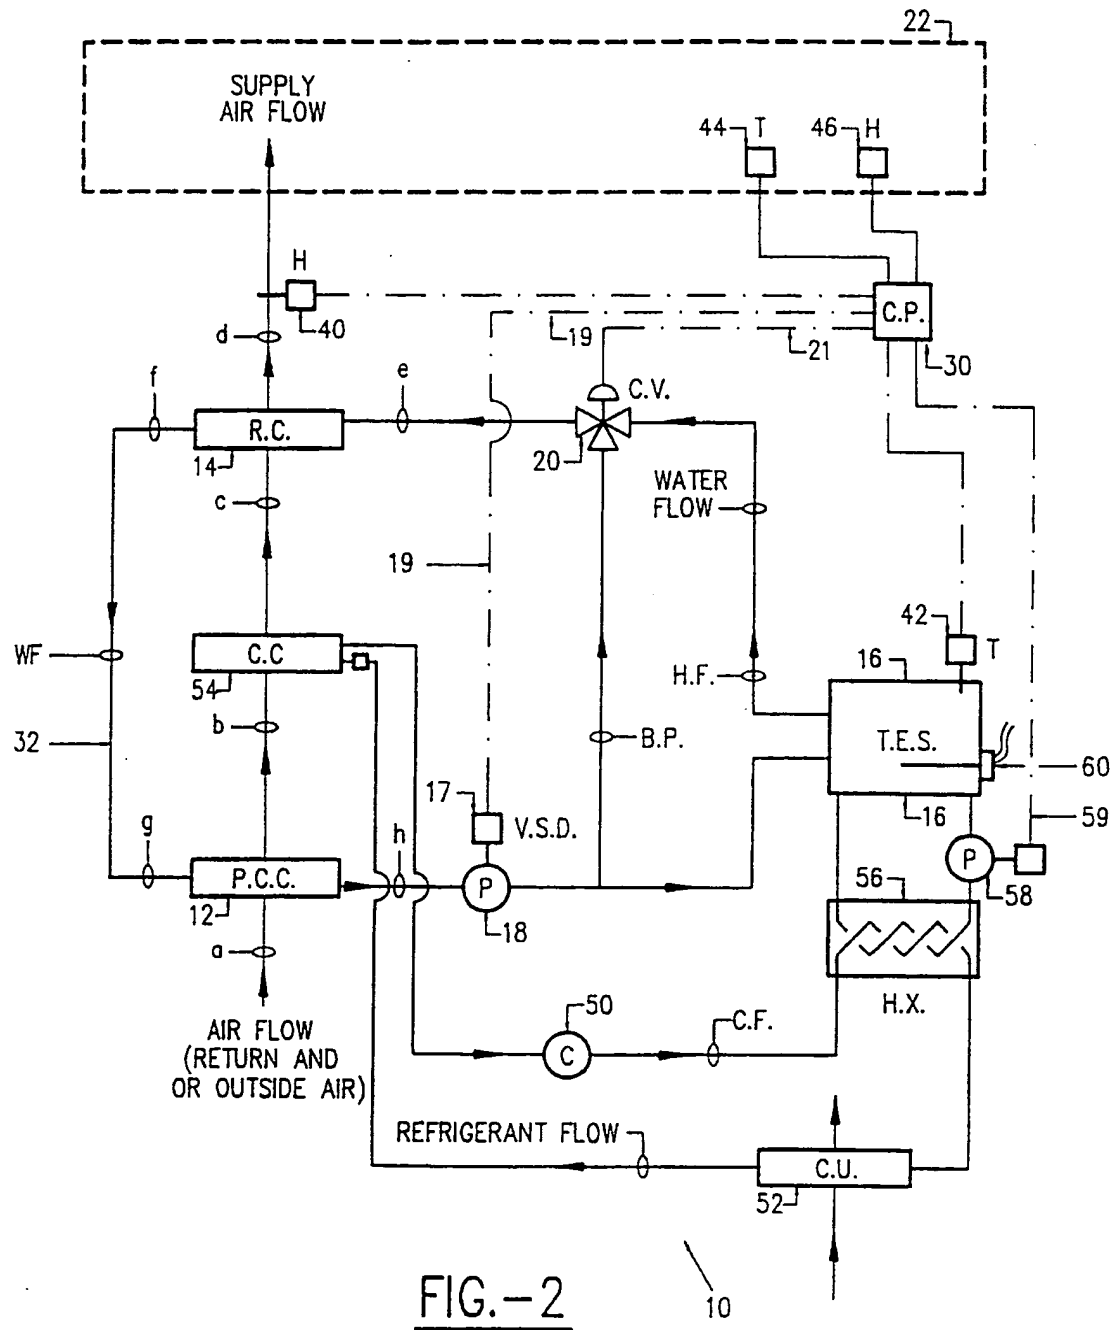 22
SUPPLY
AIR FLOW
44 T
46 H
H
40
C.P.
19
21
30
d
f
e
C.V.
R.C.
14
20
c
WATER
FLOW
19
42
T
WF
C.C
54
H.F.
16
b
32
B.P.
T.E.S.
60
17
V.S.D.
16
59
g
h
P.C.C.
P
P
12
18
56
58
a
H.X.
AIR FLOW
(RETURN AND
OR OUTSIDE AIR)
50
C.F.
C
REFRIGERANT FLOW
C.U.
52
FIG.-2
10